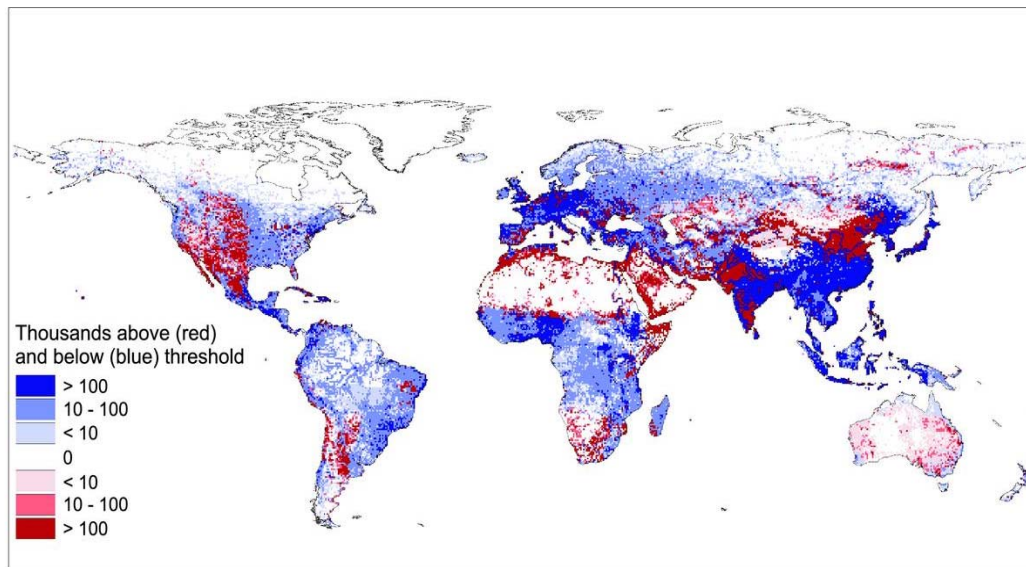 Thousands above (red)
and below (blue) threshold
> 100
10 - 100
< 10
0
< 10
10 - 100
> 100